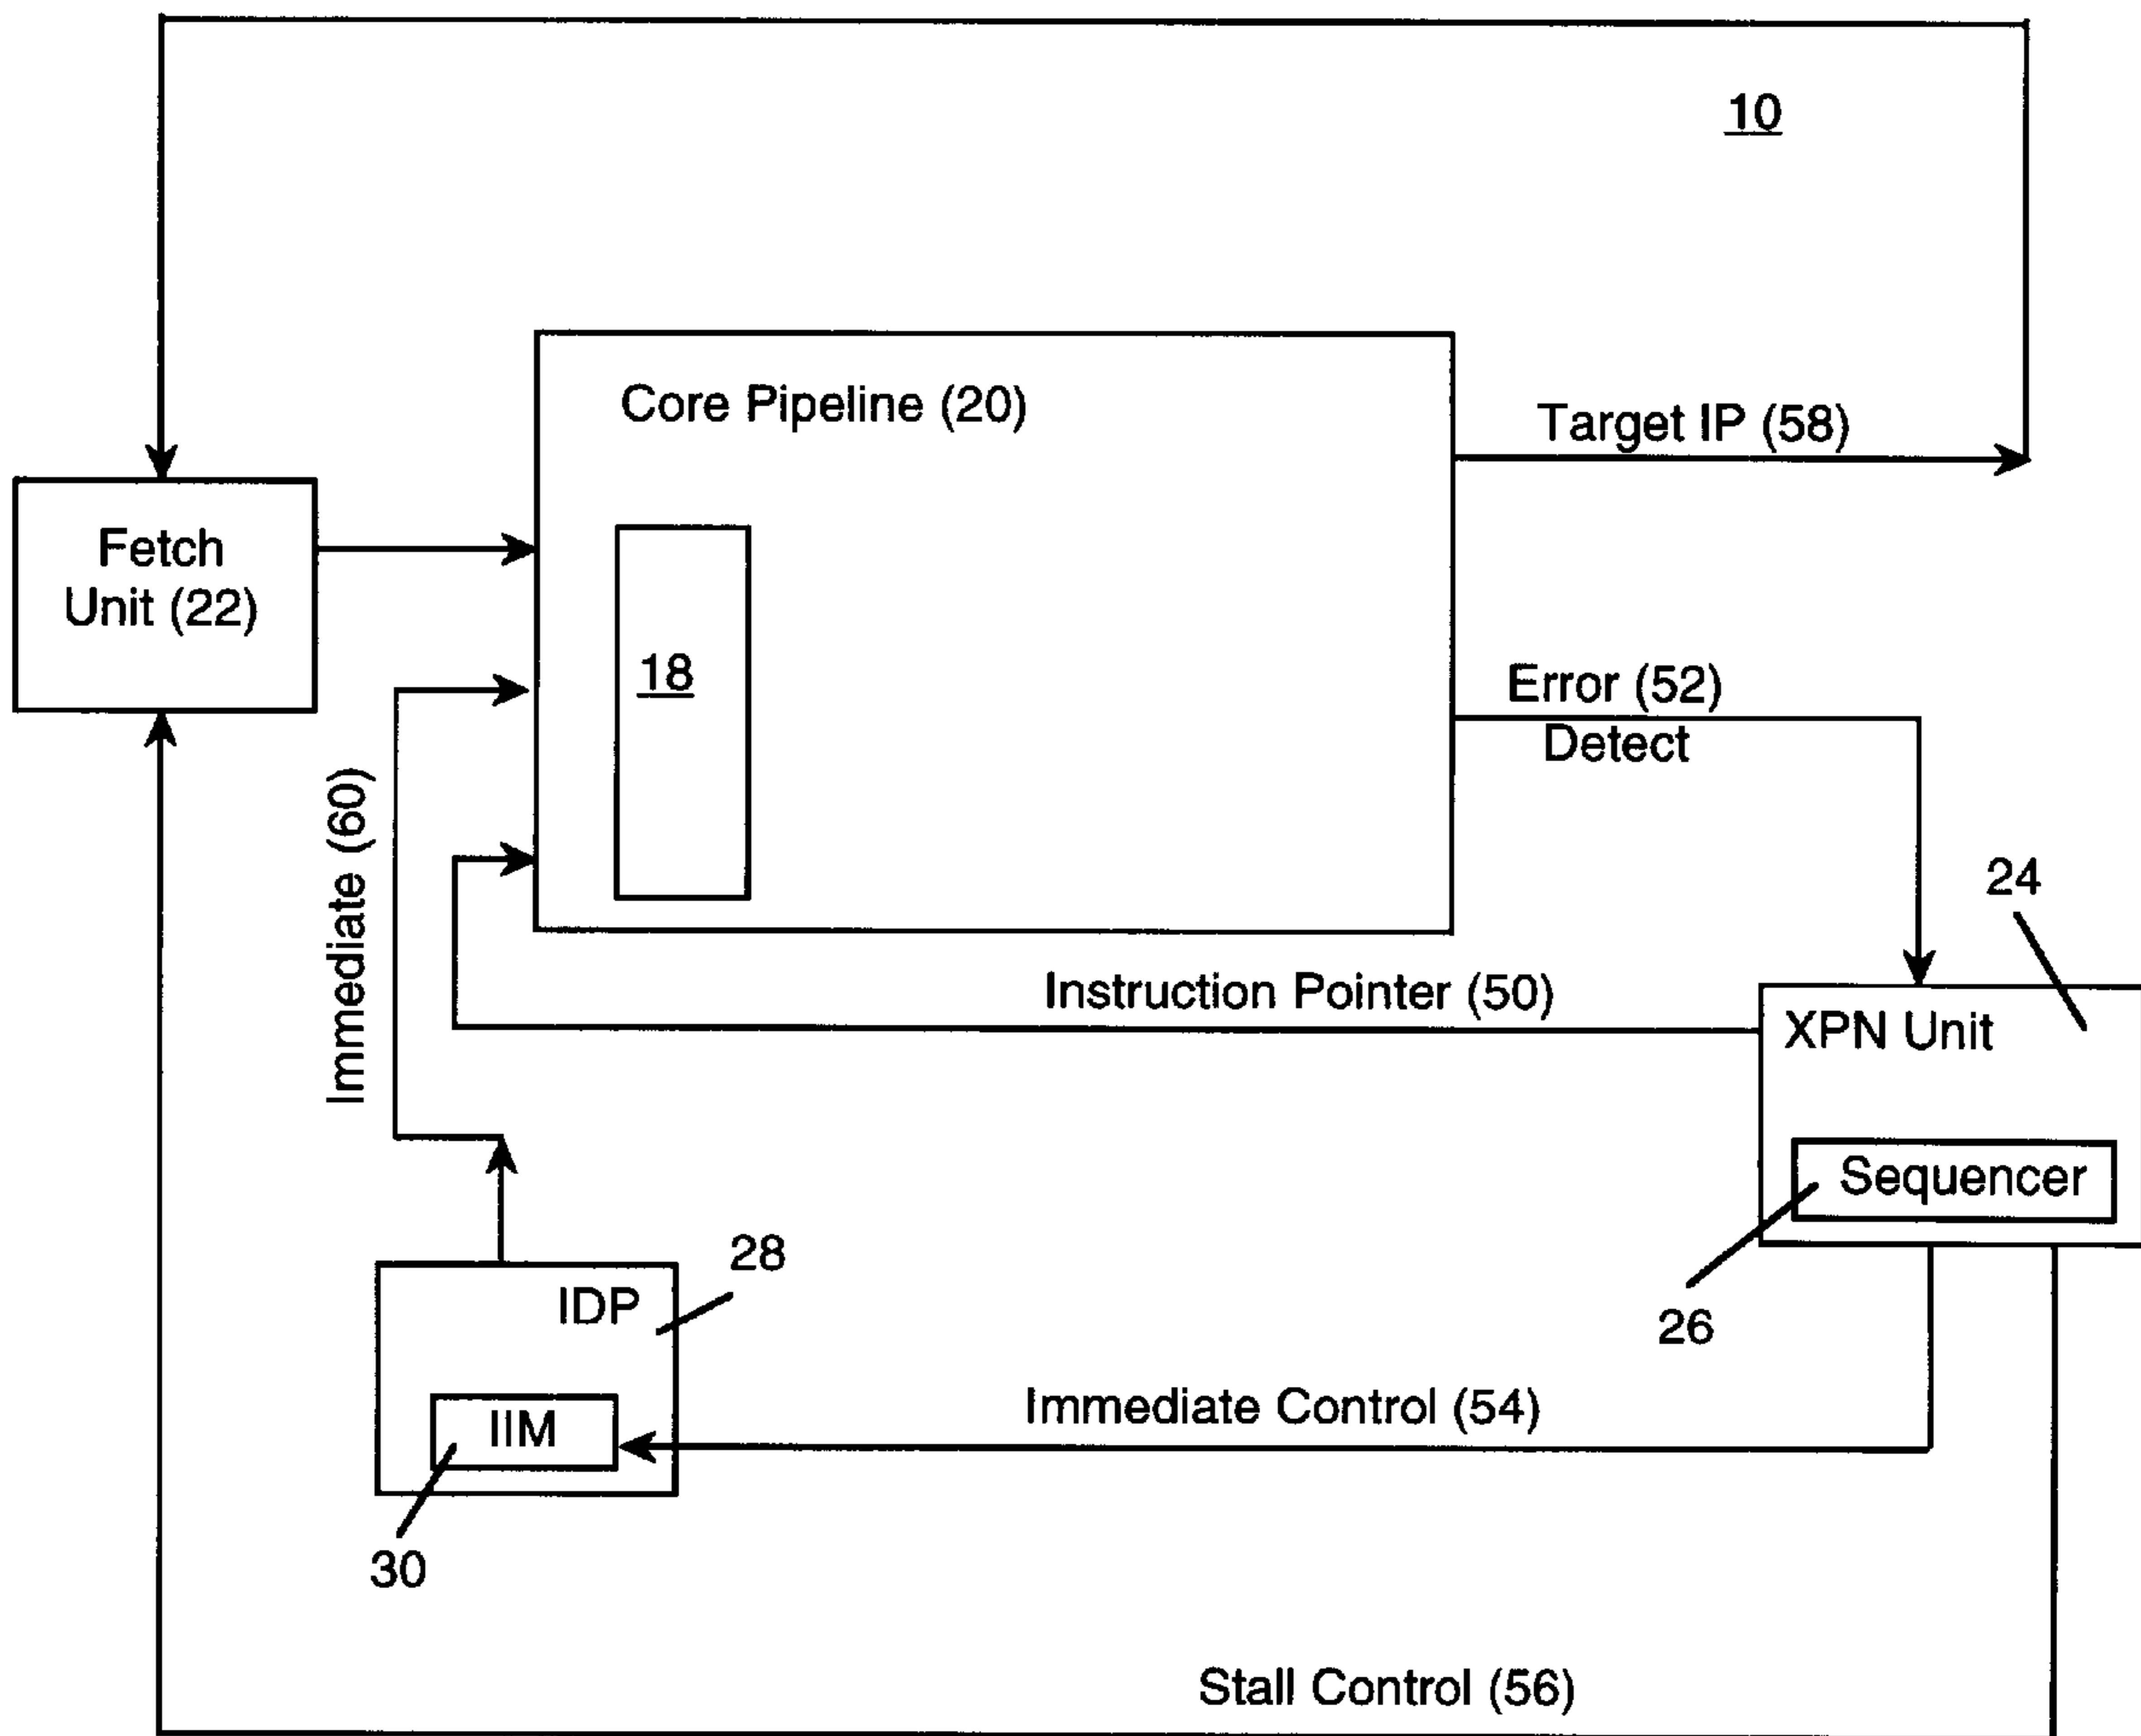 10
Core Pipeline (20)
Target IP (58)
Fetch
Unit (22)
18
Error (52)
Detect
Immediate (60)
24
Instruction Pointer (50)
XPN Unit
Sequencer
28
IDP
26
Immediate Control (54)
IIM
30
Stall Control (56)